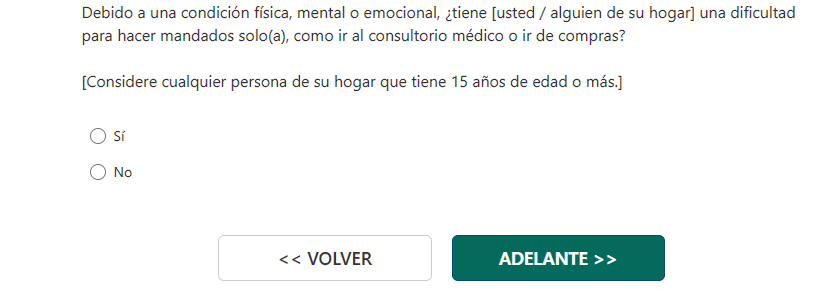 Debido a una condición física, mental o emocional, ¿tiene [usted / alguien de su hogar] una dificultad
para hacer mandados solo(a), como ir al consultorio médico o ir de compras?
[Considere cualquier persona de su hogar que tiene 15 años de edad o más.]
Sí
No
<< VOLVER
ADELANTE >>